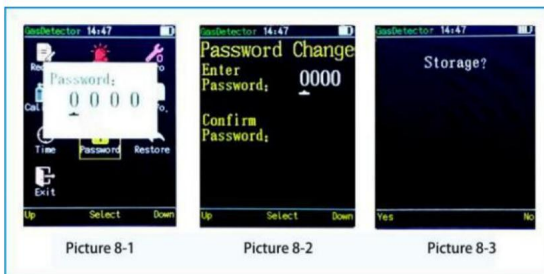 GasDetector 14:47
Password:
0 0 0 0
Time Password Restore
Exit
Up Select Down
Picture 8-1
GasDetector 14:47
Password Change
Enter
Password: 0000
Confirm
Password:
Up Select Down
Picture 8-2
GasDetector 14:47
Storage?
Yes No
Picture 8-3